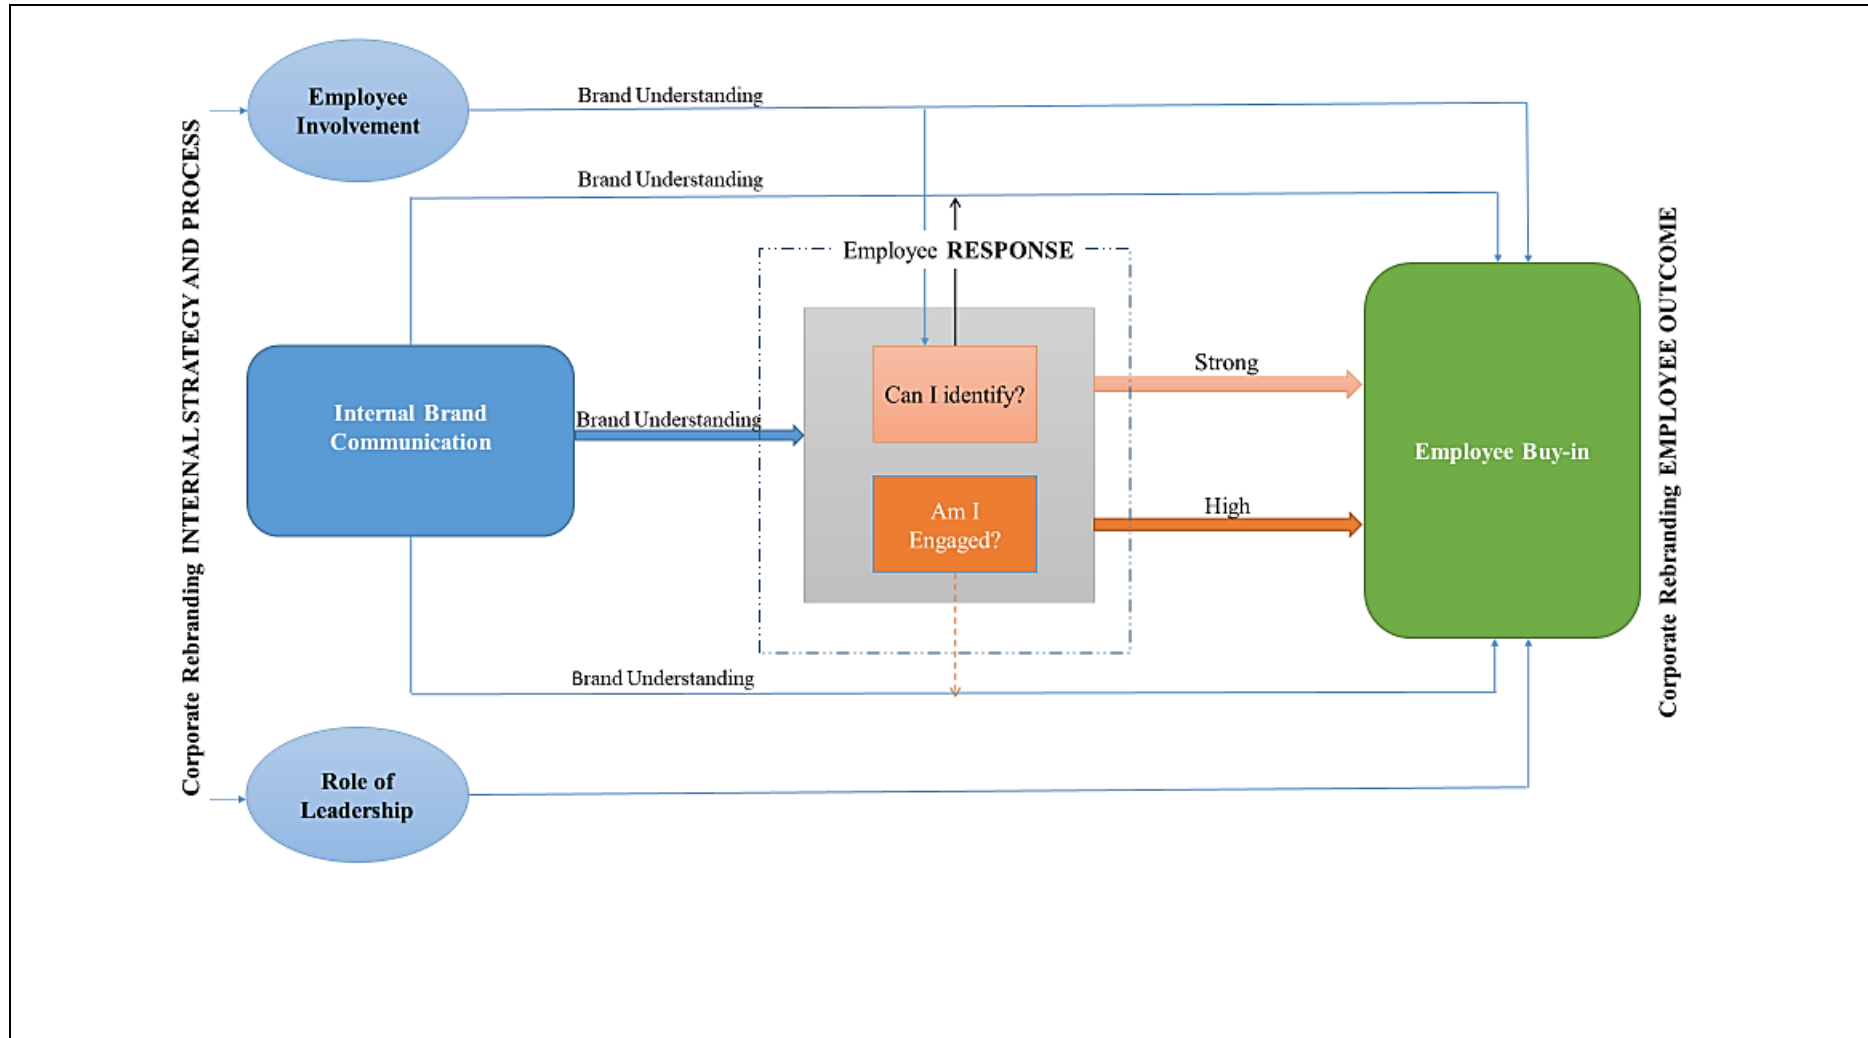 Corporate Rebranding INTERNAL STRATEGY AND PROCESS
Employee
Involvement
Brand Understanding
Brand Understanding
Employee RESPONSE
Can I identify?
Strong
Internal Brand
Communication
Brand Understanding
Am I
Engaged?
High
Employee Buy-in
Corporate Rebranding EMPLOYEE OUTCOME
Brand Understanding
Role of
Leadership